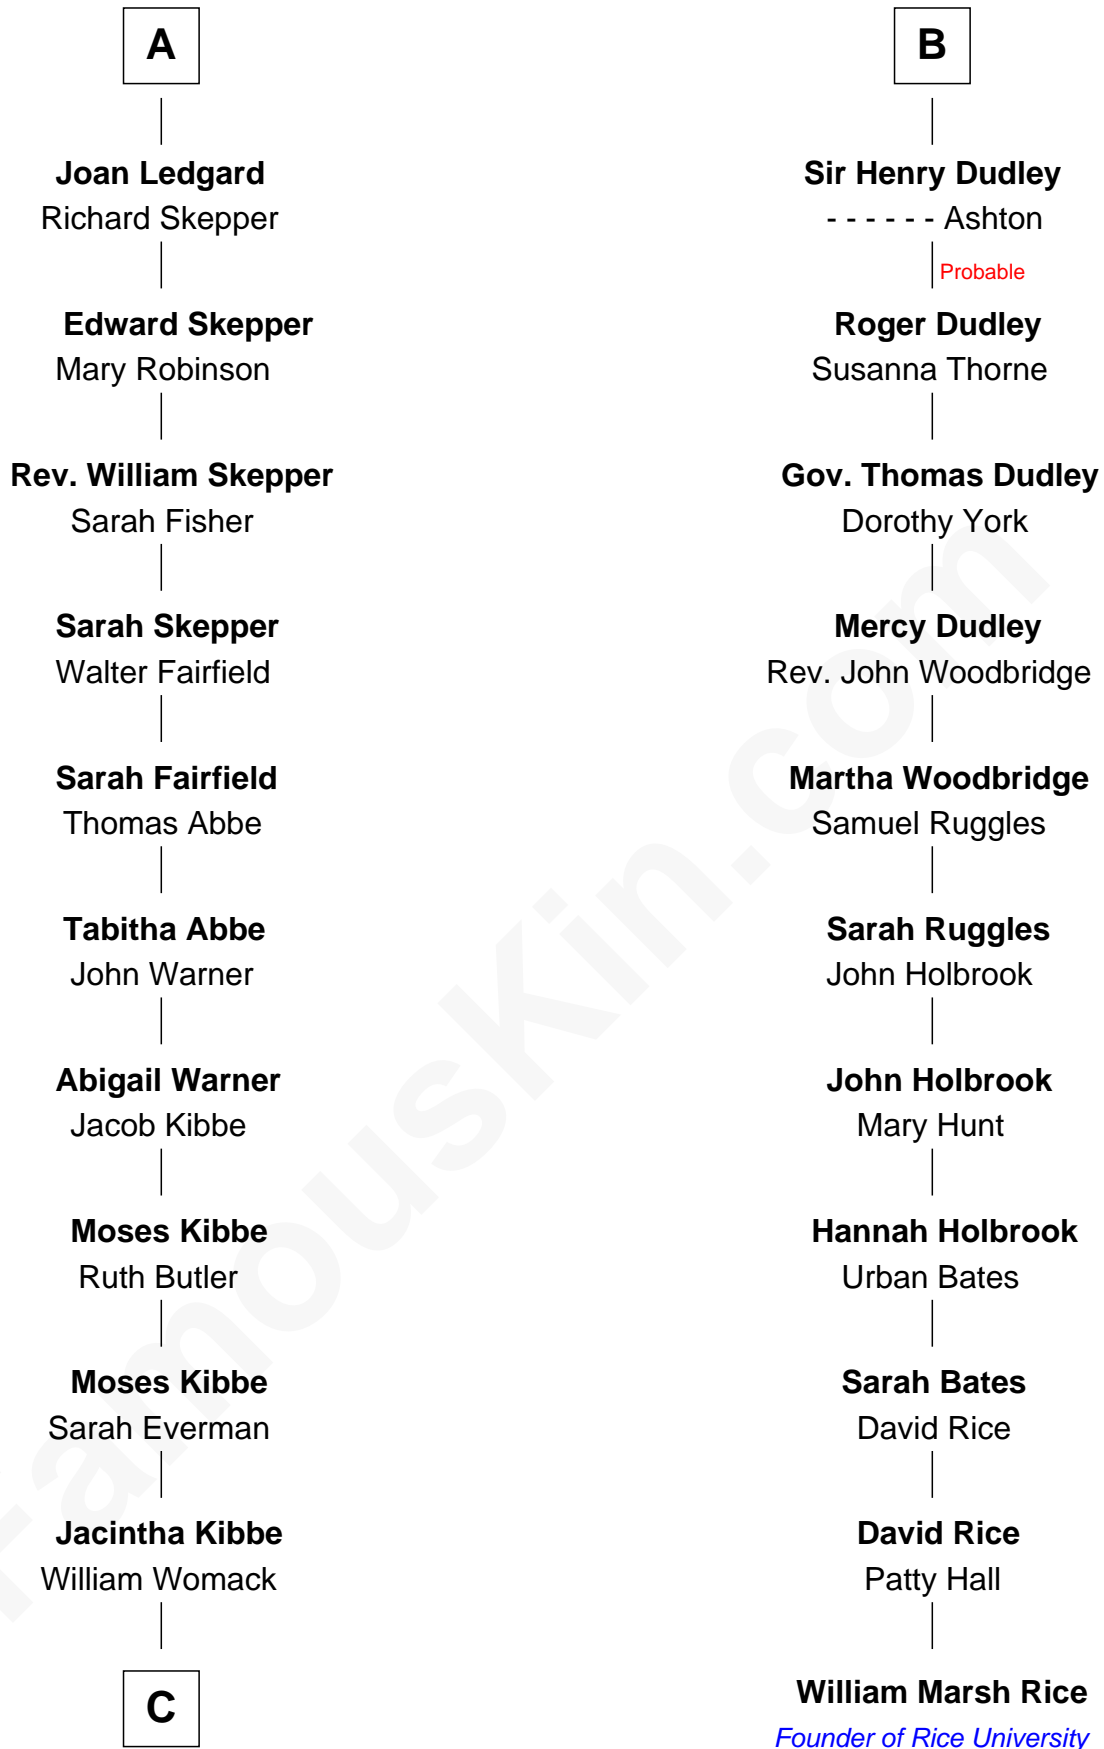 A
Joan Ledgard
Richard Skepper
Edward Skepper
Mary Robinson
Rev. William Skepper
Sarah Fisher
Sarah Skepper
Walter Fairfield
Sarah Fairfield
Thomas Abbe
Tabitha Abbe
John Warner
Abigail Warner
Jacob Kibbe
Moses Kibbe
Ruth Butler
Moses Kibbe
Sarah Everman
Jacintha Kibbe
William Womack
C
B
Sir Henry Dudley
- - - - - - Ashton
Probable
Roger Dudley
Susanna Thorne
Gov. Thomas Dudley
Dorothy York
Mercy Dudley
Rev. John Woodbridge
Martha Woodbridge
Samuel Ruggles
Sarah Ruggles
John Holbrook
John Holbrook
Mary Hunt
Hannah Holbrook
Urban Bates
Sarah Bates
David Rice
David Rice
Patty Hall
William Marsh Rice
Founder of Rice University
FamousKin.com